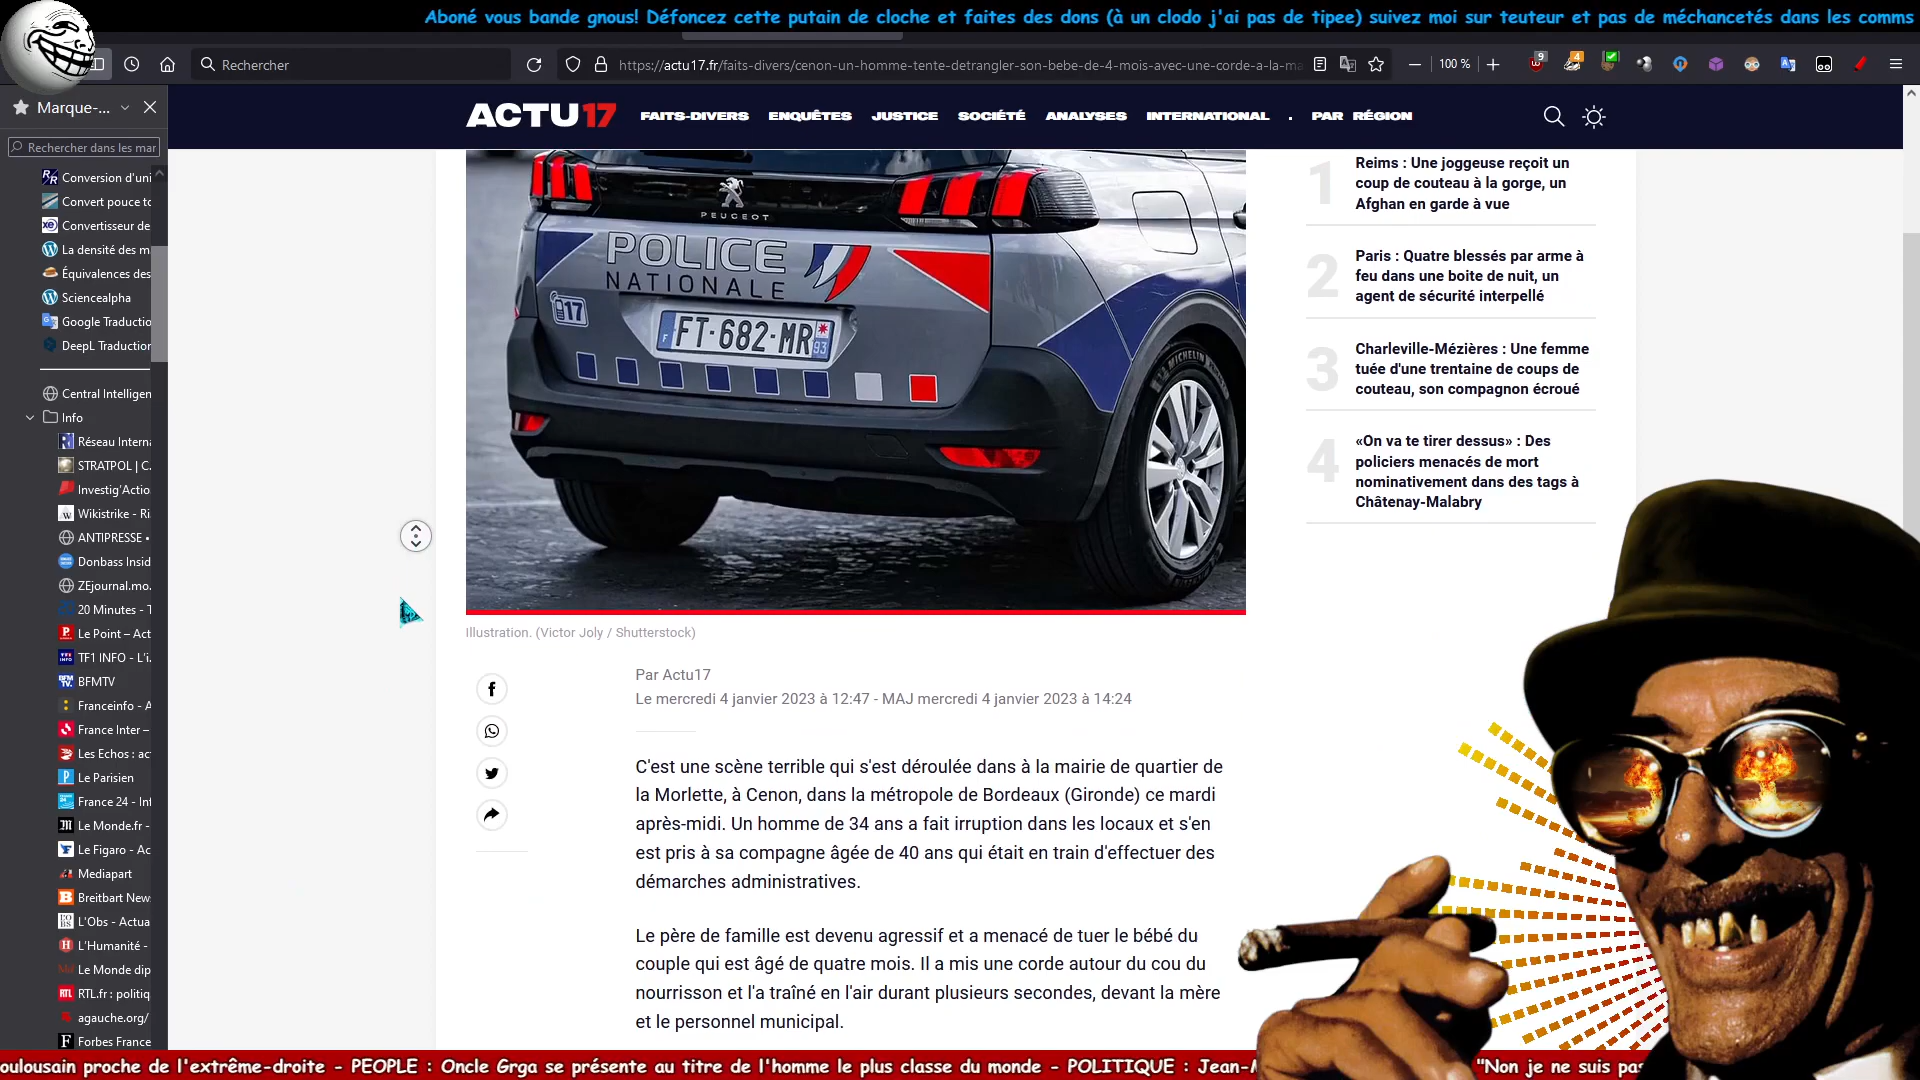 Aboné vous bande gnous! Défoncez cette putain de cloche et faites des dons (à un clodo j'ai pas de tipee) suivez moi sur teuteur et pas de méchancetés dans les comms
Rechercher
https://actu17.fr/faits-divers/cenon-un-homme-tente-detrangler-son-bebe-de-4-mois-avec-une-corde-a-la-ma
100 %
9
4
Marque-...
Rechercher dans les mar
Conversion d'uni
Convert pouce to
Convertisseur de
La densité des m
Équivalences des
Sciencealpha
Google Traductio
DeepL Traduction
Central Intelligen
Info
Réseau Interna
STRATPOL | C.
Investig'Actio
Wikistrike - Ri
ANTIPRESSE •
Donbass Insid
ZEjournal.mo.
20 Minutes - T
Le Point – Act
TF1 INFO - L'i.
BFMTV
Franceinfo - A
France Inter –
Les Echos : act
Le Parisien
France 24 - Inf
Le Monde.fr -
Le Figaro - Ac
Mediapart
Breitbart News
L'Obs - Actua
L'Humanité -
Le Monde dip
RTL.fr : politiq
agauche.org/
Forbes France
ACTU17
FAITS-DIVERS ENQUÊTES JUSTICE SOCIÉTÉ ANALYSES INTERNATIONAL . PAR RÉGION
PEUGEOT
POLICE
NATIONALE
17
F FT-682-MR 93
MICHELIN
Illustration. (Victor Joly / Shutterstock)
Par Actu17
Le mercredi 4 janvier 2023 à 12:47 - MAJ mercredi 4 janvier 2023 à 14:24
C'est une scène terrible qui s'est déroulée dans à la mairie de quartier de
la Morlette, à Cenon, dans la métropole de Bordeaux (Gironde) ce mardi
après-midi. Un homme de 34 ans a fait irruption dans les locaux et s'en
est pris à sa compagne âgée de 40 ans qui était en train d'effectuer des
démarches administratives.
Le père de famille est devenu agressif et a menacé de tuer le bébé du
couple qui est âgé de quatre mois. Il a mis une corde autour du cou du
nourrisson et l'a traîné en l'air durant plusieurs secondes, devant la mère
et le personnel municipal.
1
Reims : Une joggeuse reçoit un
coup de couteau à la gorge, un
Afghan en garde à vue
2
Paris : Quatre blessés par arme à
feu dans une boite de nuit, un
agent de sécurité interpellé
3
Charleville-Mézières : Une femme
tuée d'une trentaine de coups de
couteau, son compagnon écroué
4
«On va te tirer dessus» : Des
policiers menacés de mort
nominativement dans des tags à
Châtenay-Malabry
oulousain proche de l'extrême-droite - PEOPLE : Oncle Grga se présente au titre de l'homme le plus classe du monde - POLITIQUE : Jean-M "Non je ne suis pas